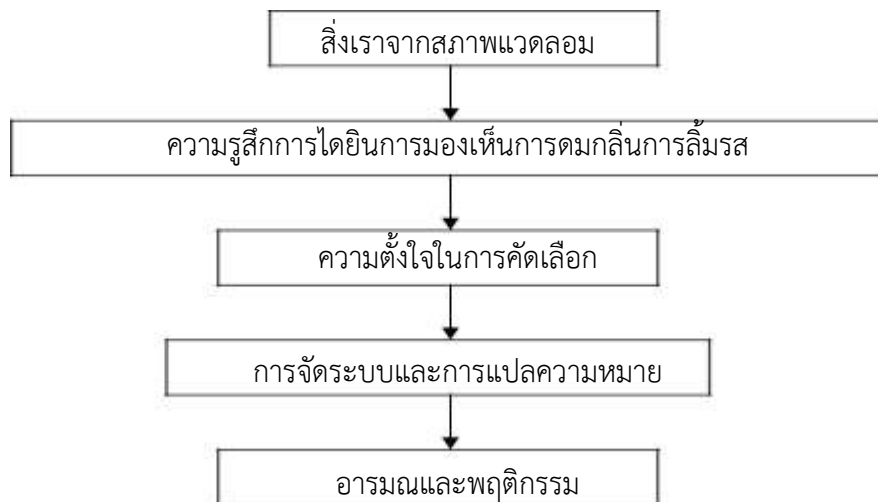 สิ่งเราจากสภาพแวดลอม
ความรูสึกการไดยินการมองเห็นการดมกลิ่นการลิ้มรส
ความตั้งใจในการคัดเลือก
การจัดระบบและการแปลความหมาย
อารมณและพฤติกรรม